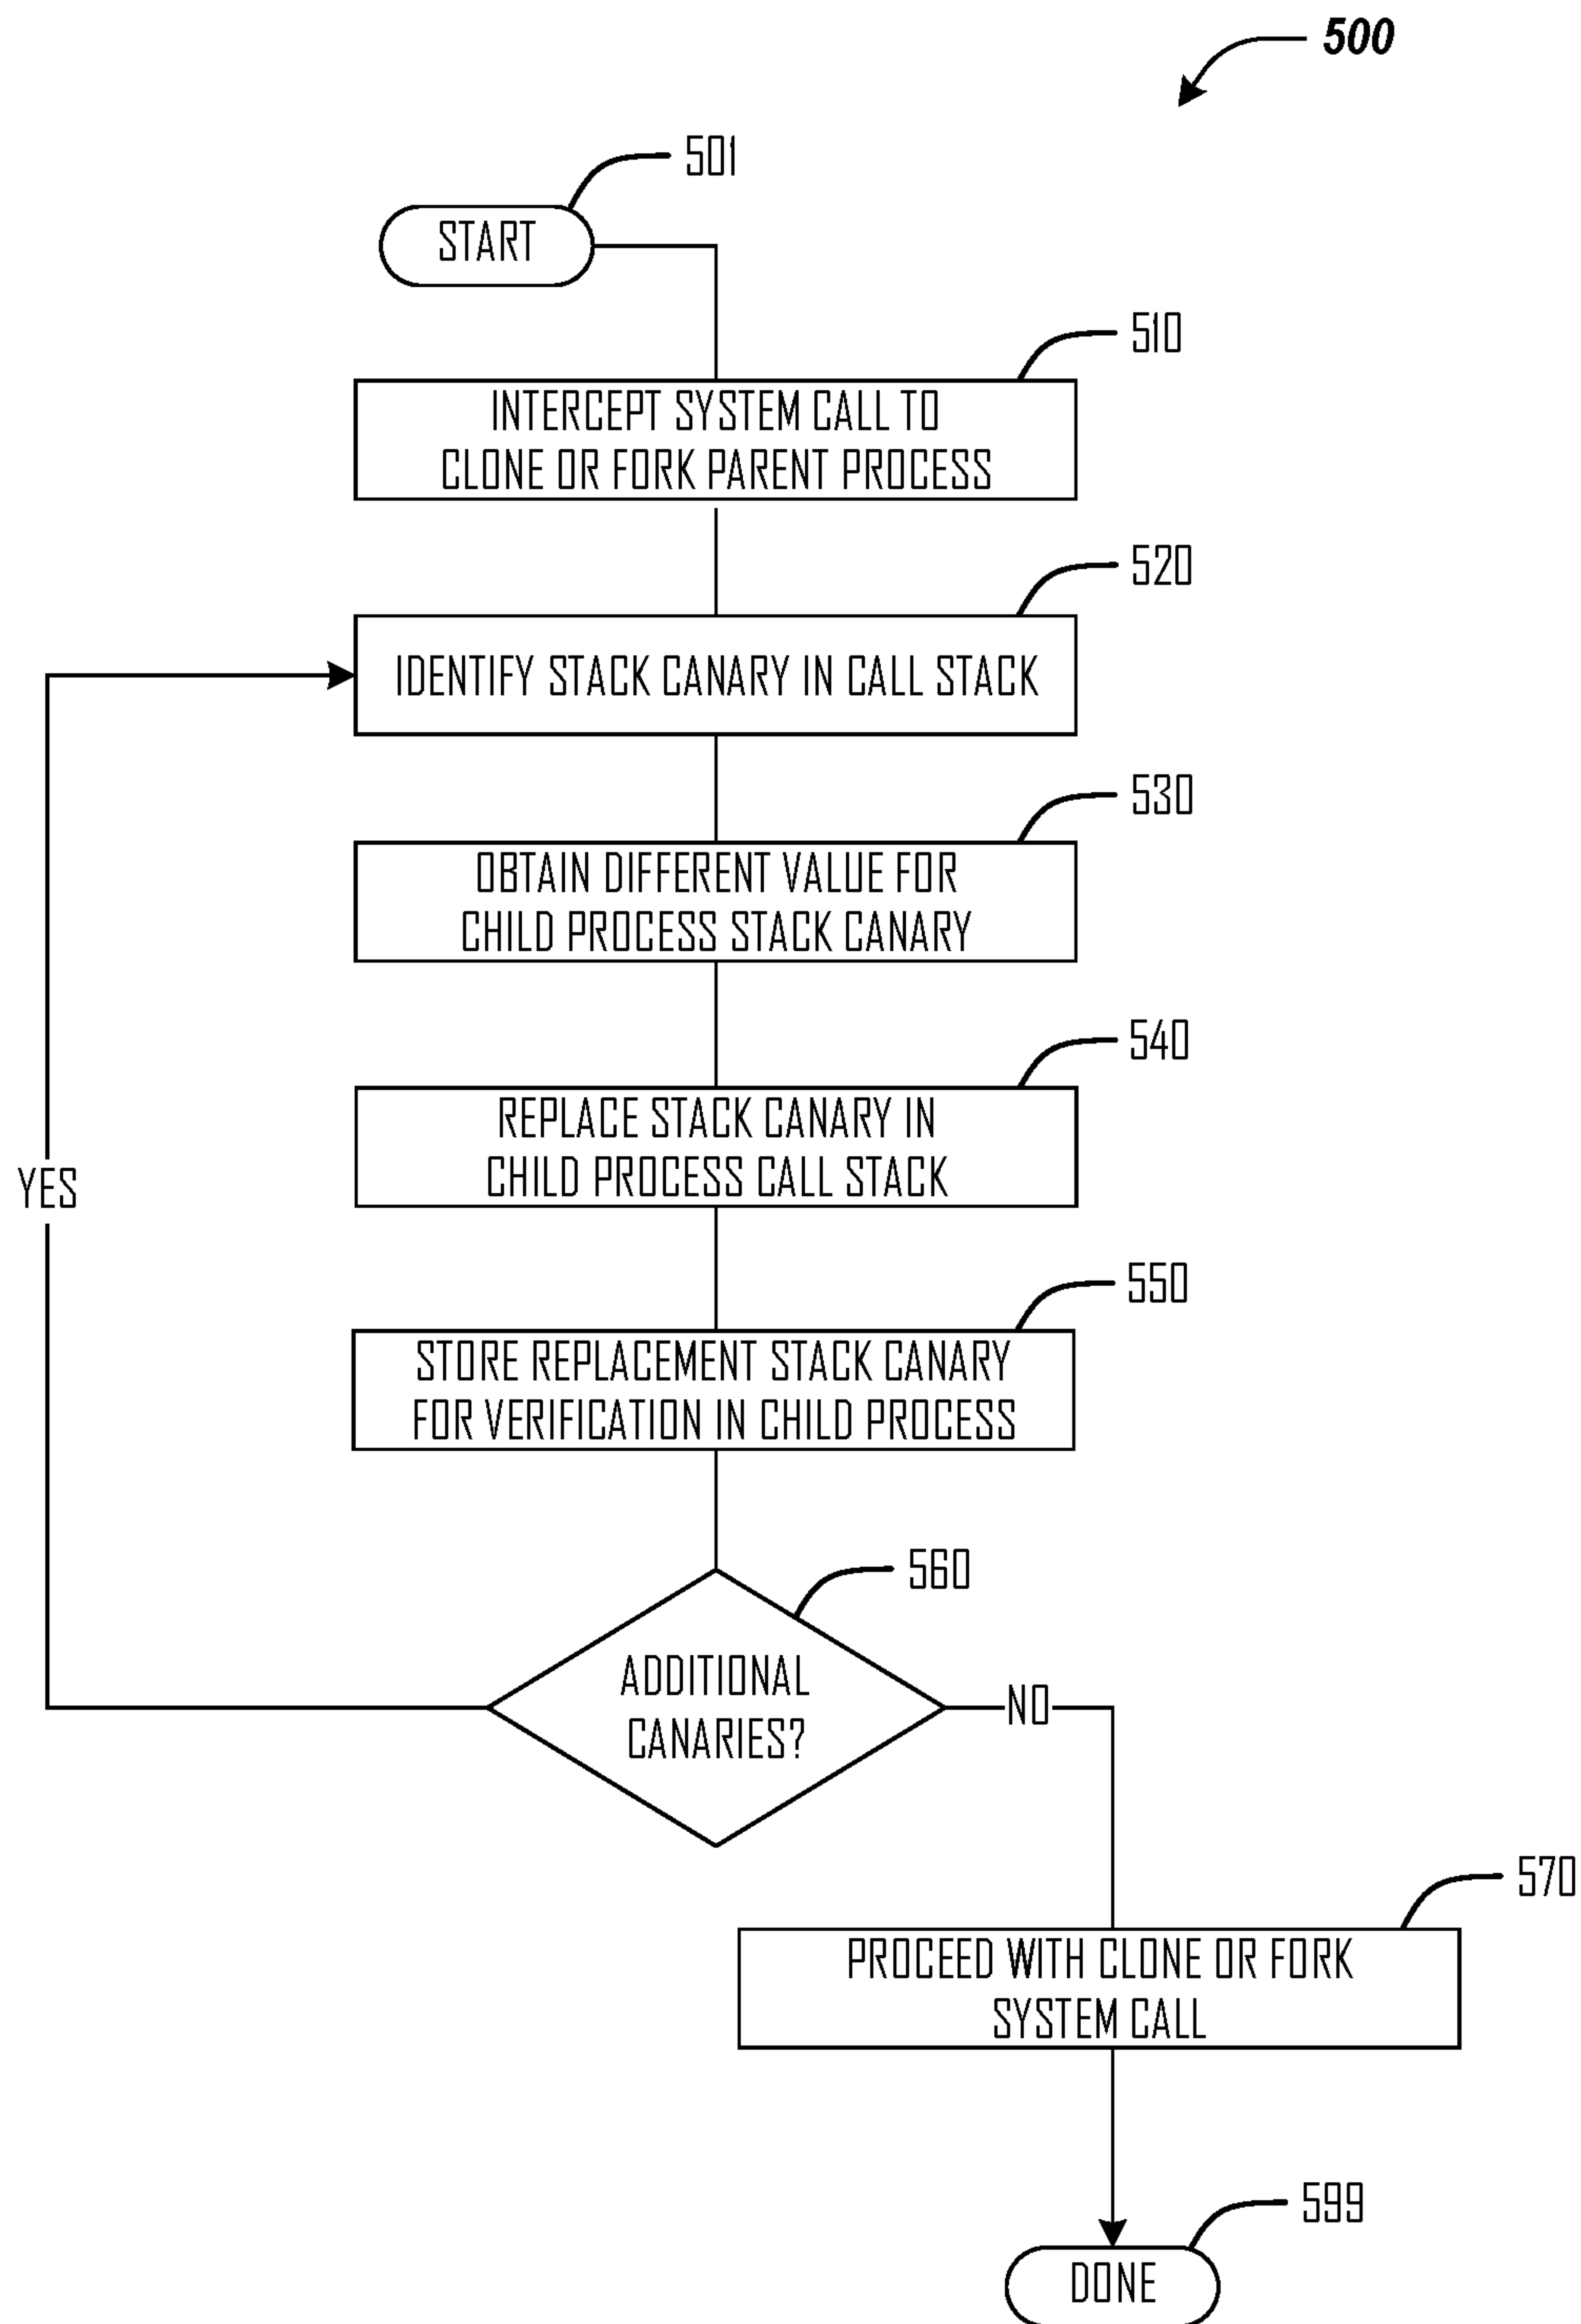 500
501
START
510
INTERCEPT SYSTEM CALL TO
CLONE OR FORK PARENT PROCESS
520
IDENTIFY STACK CANARY IN CALL STACK
530
OBTAIN DIFFERENT VALUE FOR
CHILD PROCESS STACK CANARY
540
REPLACE STACK CANARY IN
CHILD PROCESS CALL STACK
YES
550
STORE REPLACEMENT STACK CANARY
FOR VERIFICATION IN CHILD PROCESS
560
ADDITIONAL
CANARIES?
NO
570
PROCEED WITH CLONE OR FORK
SYSTEM CALL
599
DONE